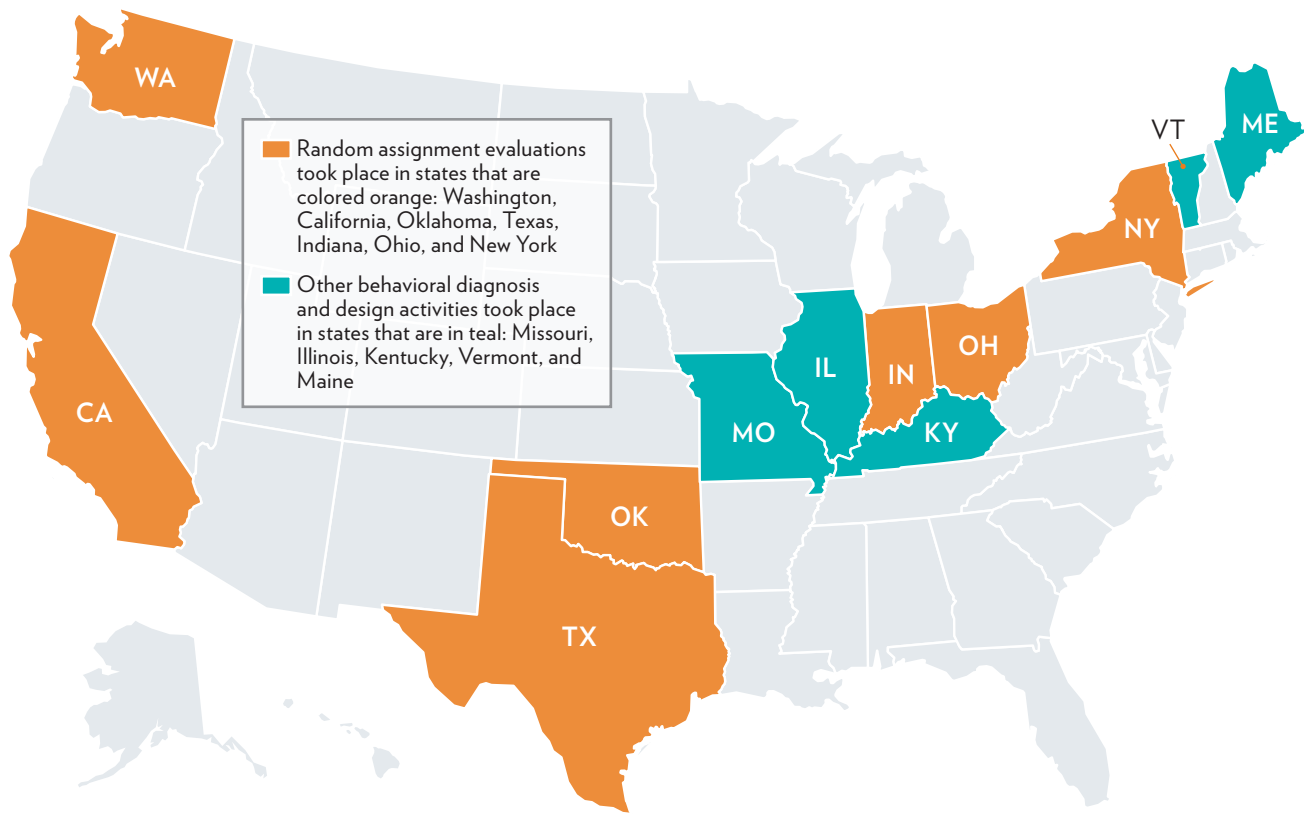 WA
VT
ME
Random assignment evaluations
took place in states that are
colored orange: Washington,
California, Oklahoma, Texas,
Indiana, Ohio, and New York
NY
Other behavioral diagnosis
and design activities took place
in states that are in teal: Missouri,
Illinois, Kentucky, Vermont, and
Maine
OH
IL
IN
CA
MO
KY
OK
TX